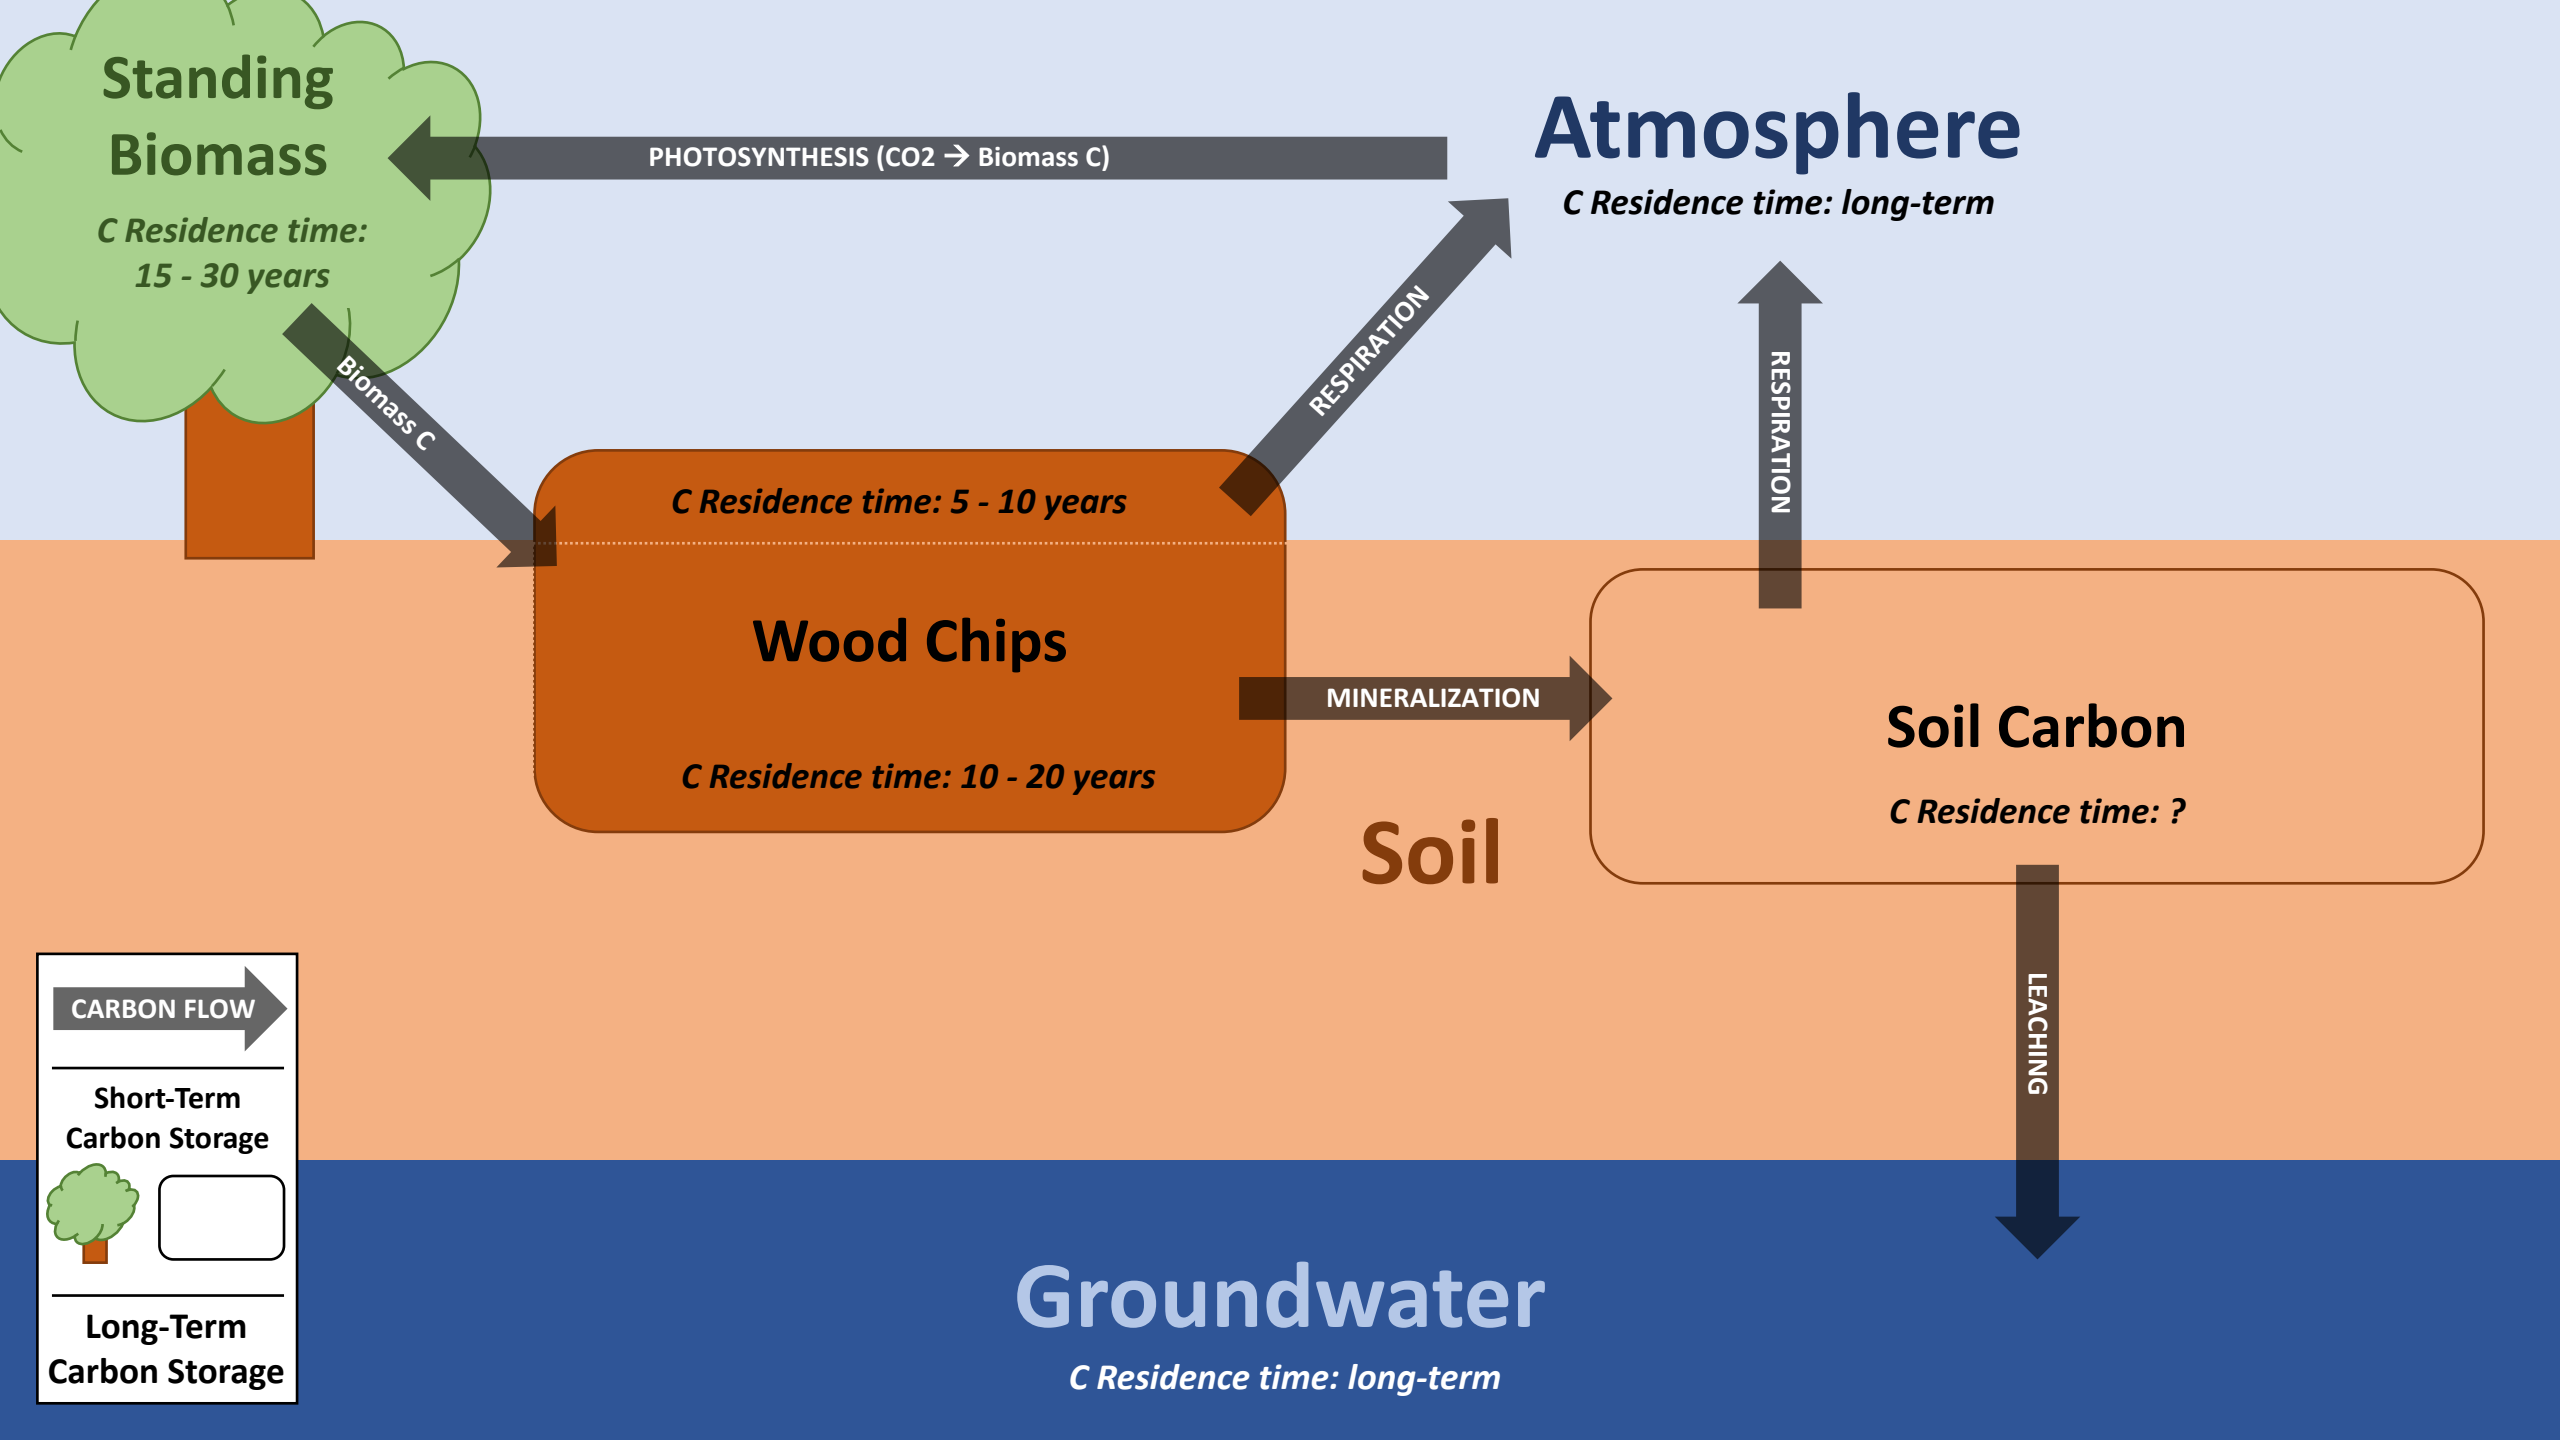 Standing
Biomass
C Residence time:
15 - 30 years
PHOTOSYNTHESIS (CO2 → Biomass C)
Atmosphere
C Residence time: long-term
Biomass C
RESPIRATION
RESPIRATION
C Residence time: 5 - 10 years
Wood Chips
C Residence time: 10 - 20 years
MINERALIZATION
Soil Carbon
C Residence time: ?
Soil
LEACHING
CARBON FLOW
Short-Term
Carbon Storage
Long-Term
Carbon Storage
Groundwater
C Residence time: long-term